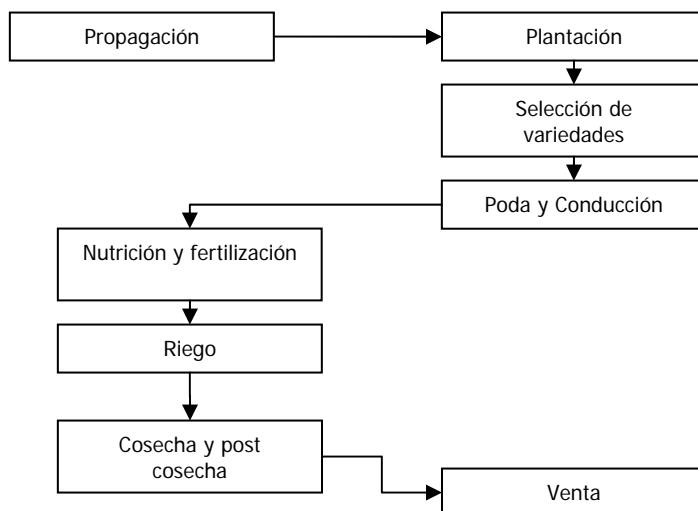 Propagación
Plantación
Selección de
variedades
Poda y Conducción
Nutrición y fertilización
Riego
Cosecha y post
cosecha
Venta